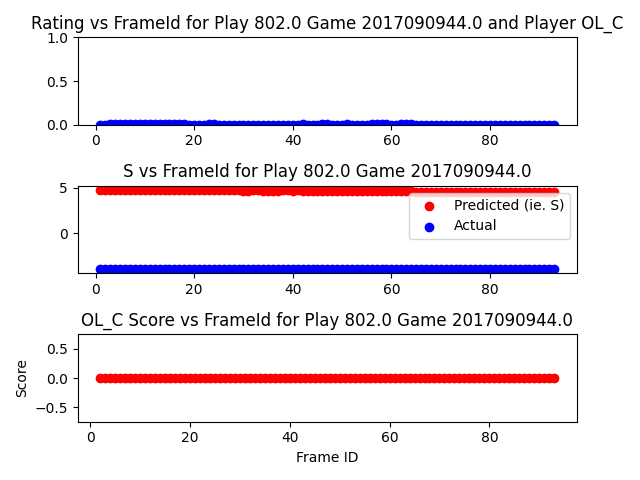 Rating vs FrameId for Play 802.0 Game 2017090944.0 and Player OL_C
1.0
0.5
0.0
0 20 40 60 80
S vs FrameId for Play 802.0 Game 2017090944.0
5
0
Predicted (ie. S)
Actual
0 20 40 60 80
OL_C Score vs FrameId for Play 802.0 Game 2017090944.0
0.5
0.0
−0.5
Score
0 20 40 60 80
Frame ID